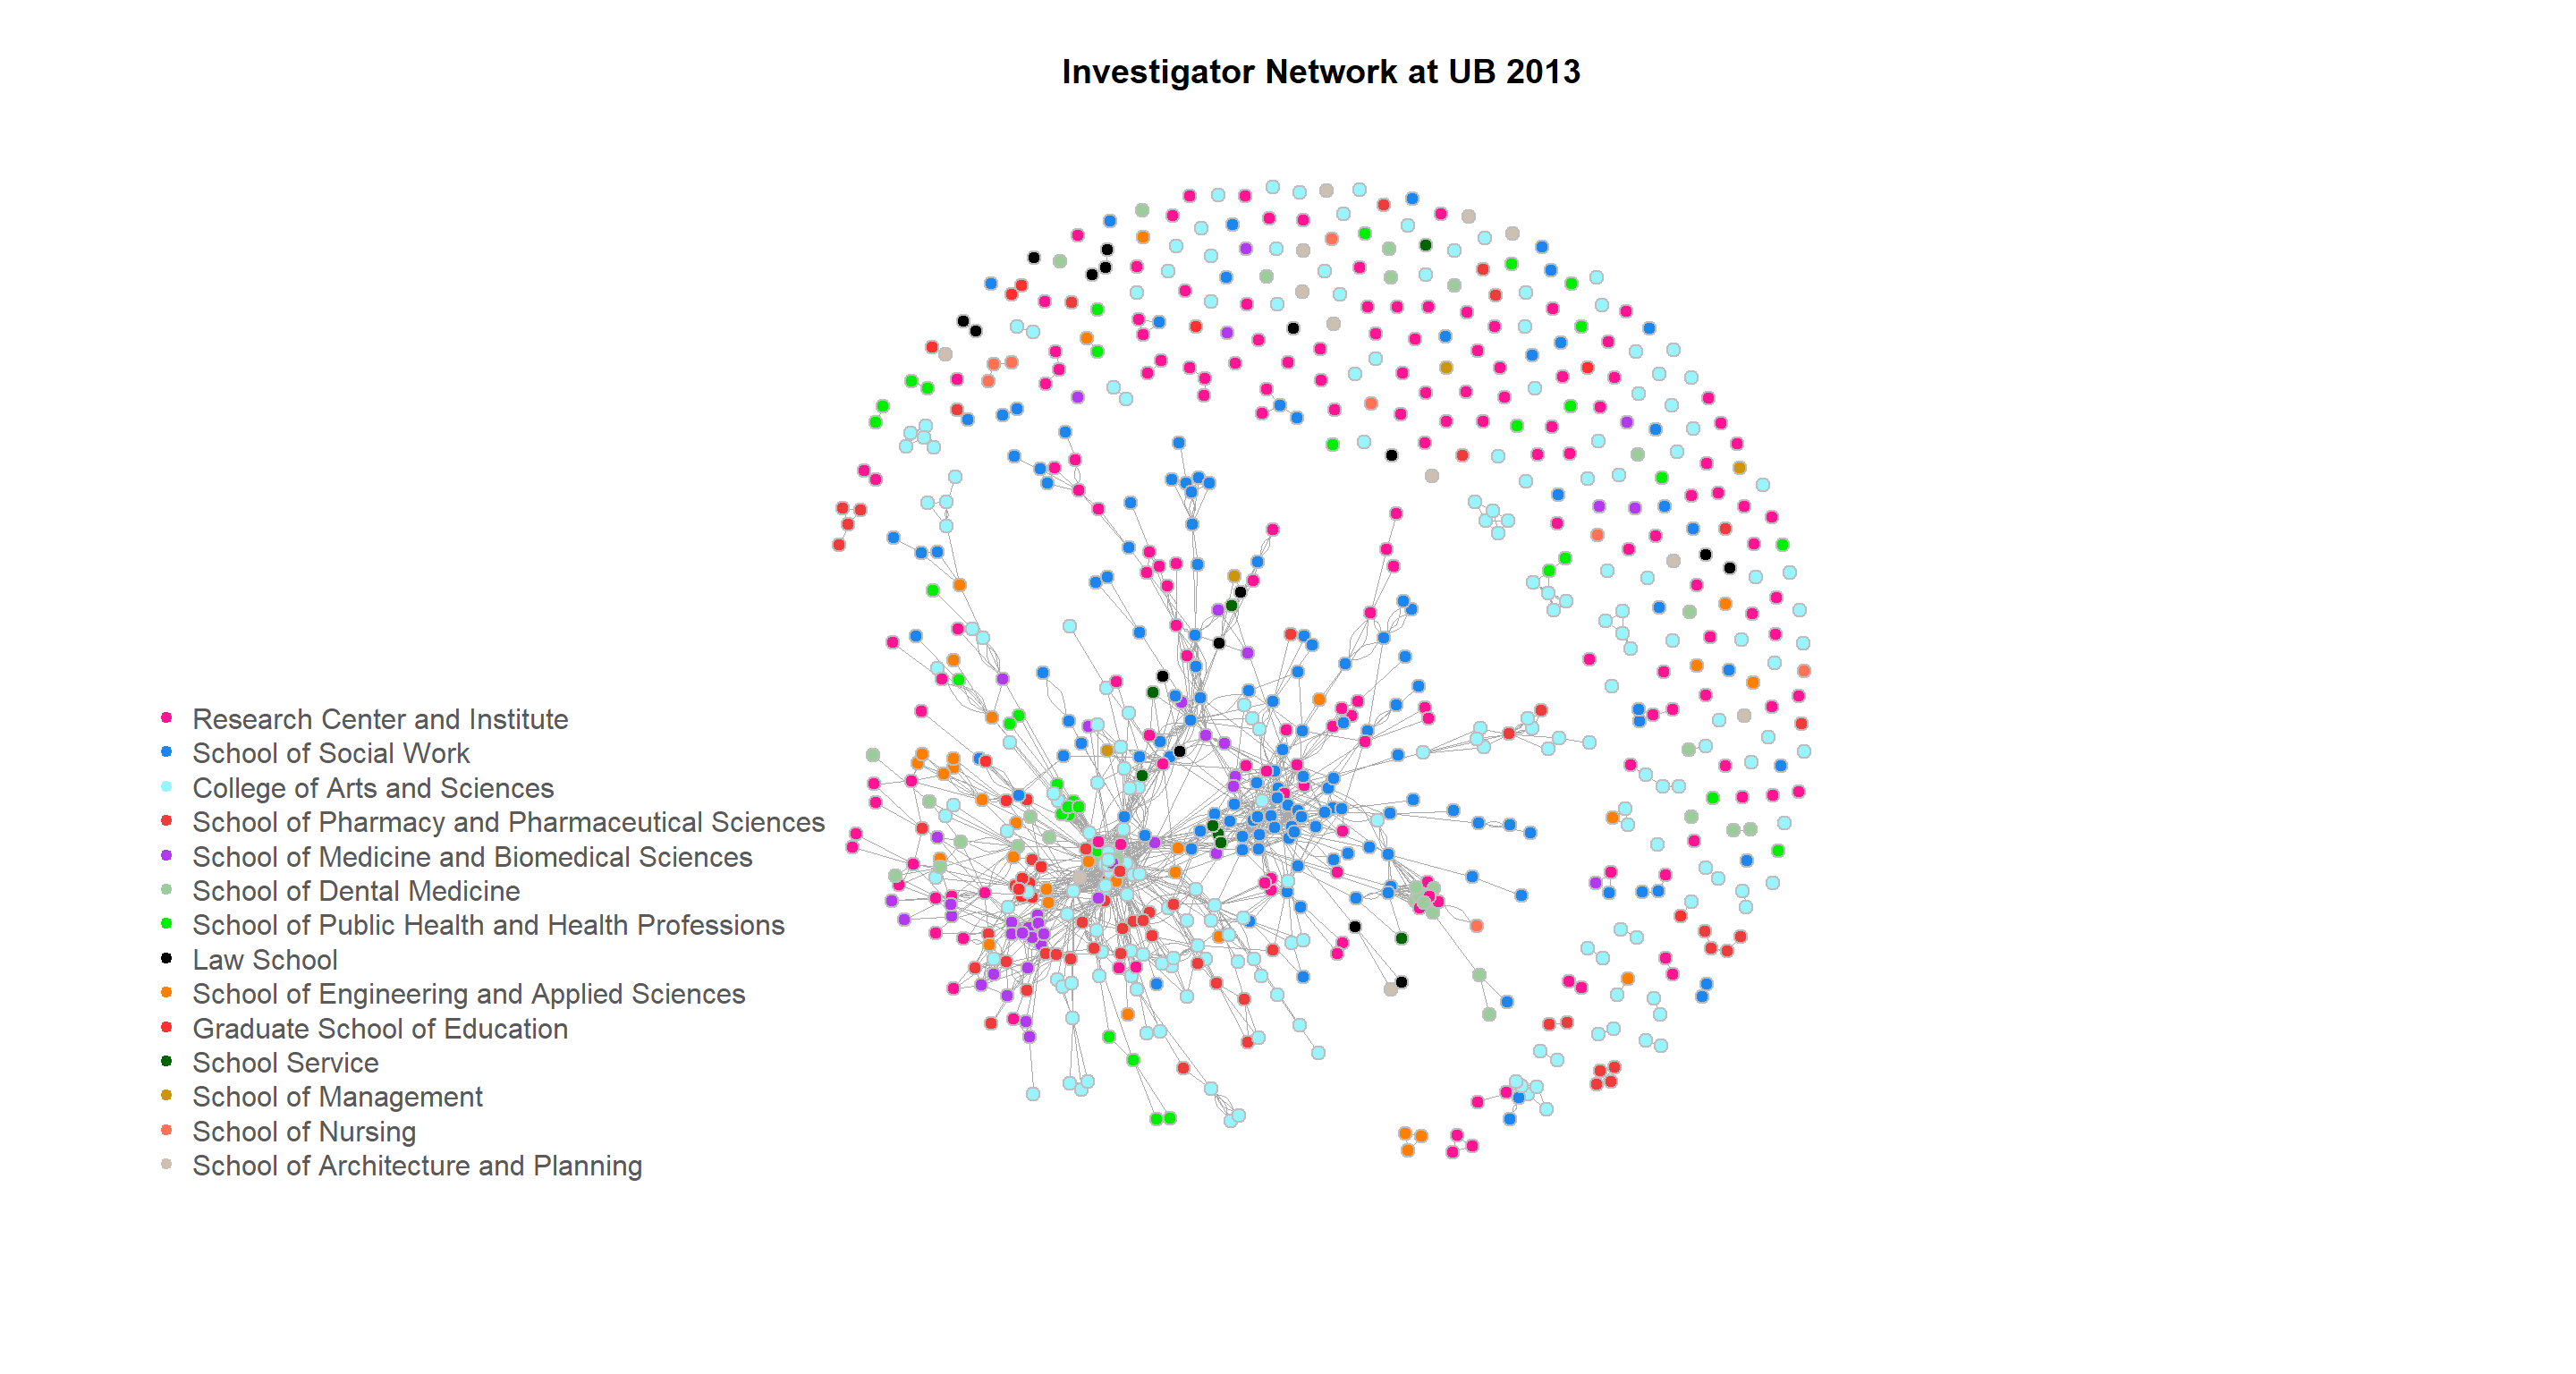 Investigator Network at UB 2013
Research Center and Institute
School of Social Work
College of Arts and Sciences
School of Pharmacy and Pharmaceutical Sciences
School of Medicine and Biomedical Sciences
School of Dental Medicine
School of Public Health and Health Professions
Law School
School of Engineering and Applied Sciences
Graduate School of Education
School Service
School of Management
School of Nursing
School of Architecture and Planning